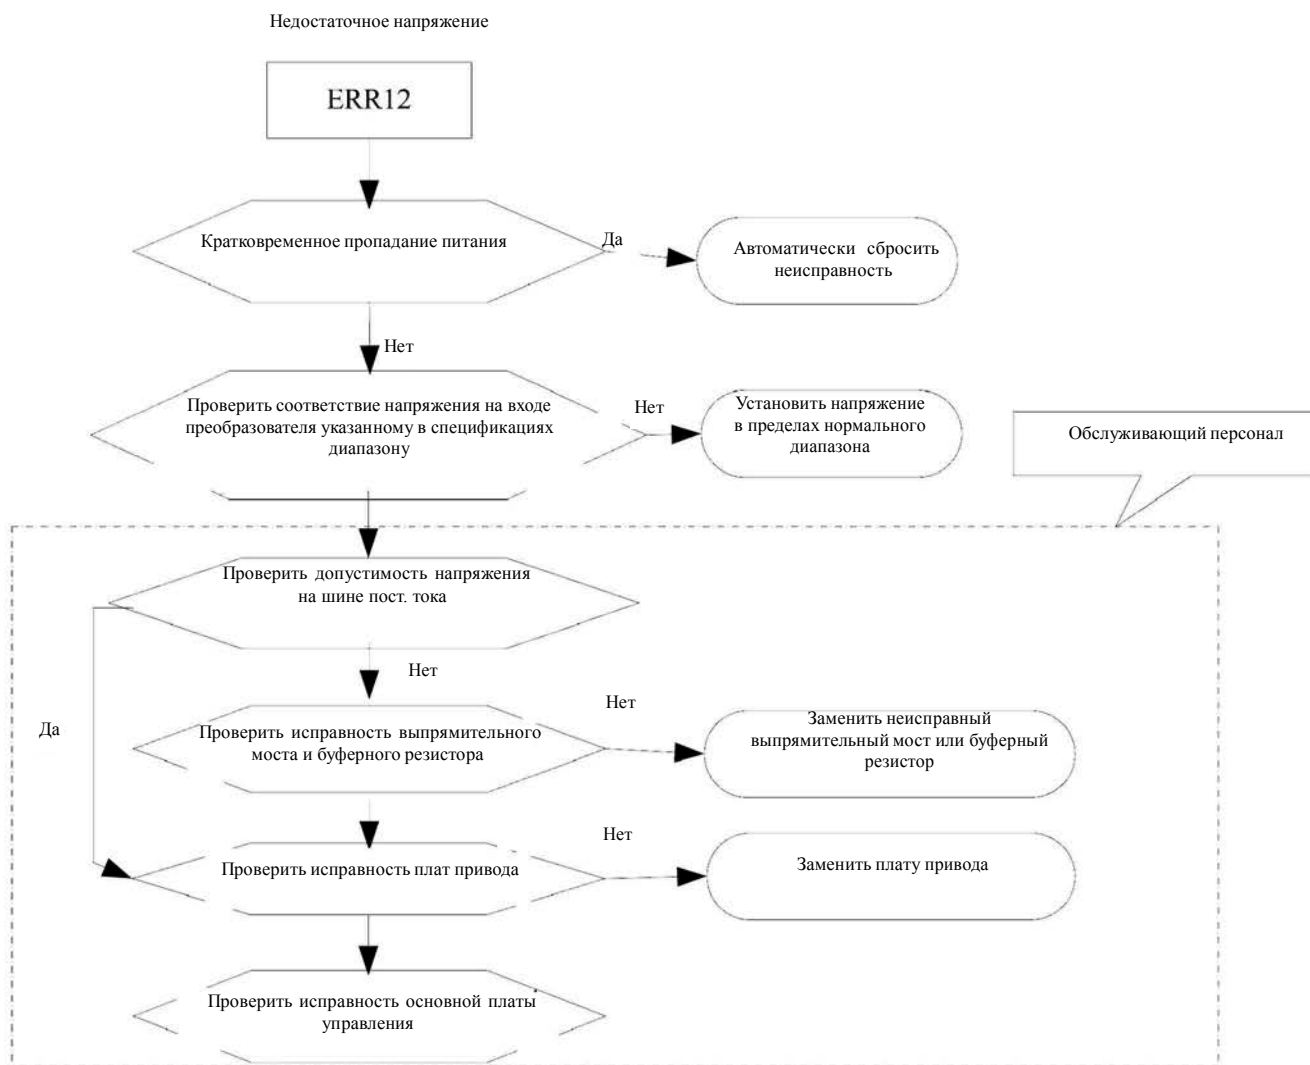 Недостаточное напряжение
ERR12
Кратковременное пропадание питания
Да
Автоматически сбросить
неисправность
Нет
Проверить соответствие напряжения на входе
преобразователя указанному в спецификациях
диапазону
Нет
Установить напряжение
в пределах нормального
диапазона
Обслуживающий персонал
Проверить допустимость напряжения
на шине пост. тока
Нет
Да
Проверить исправность выпрямительного
моста и буферного резистора
Нет
Заменить неисправный
выпрямительный мост или буферный
резистор
Проверить исправность плат привода
Нет
Заменить плату привода
Проверить исправность основной платы
управления